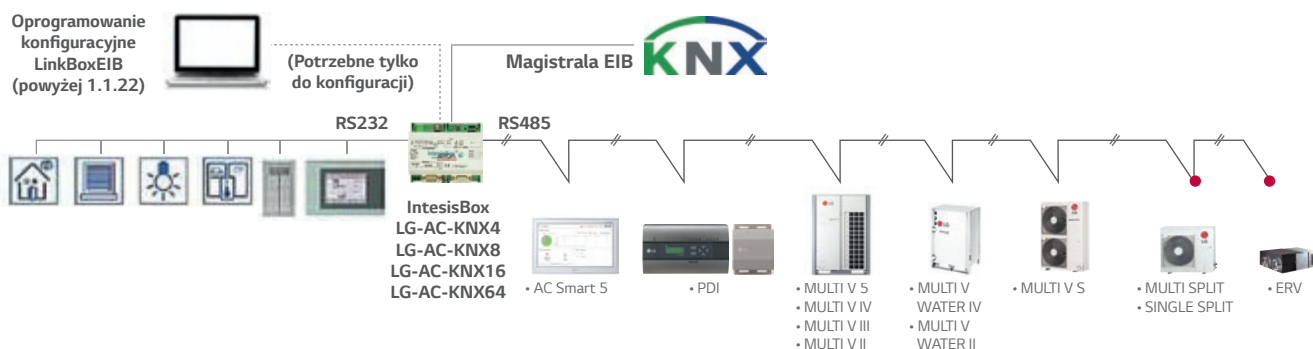 Oprogramowanie
konfiguracyjne
LinkBoxEIB
(powyżej 1.1.22)
(Potrzebne tylko
do konfiguracji)
Magistrala EIB
KNX
RS232
RS485
IntesisBox
LG-AC-KNX4
LG-AC-KNX8
LG-AC-KNX16
LG-AC-KNX64
• AC Smart 5
• PDI
LG
• MULTI V 5
• MULTI V IV
• MULTI V III
• MULTI V II
LG
• MULTI V
WATER IV
• MULTI V
WATER II
• MULTI V S
• MULTI SPLIT
• SINGLE SPLIT
• ERV